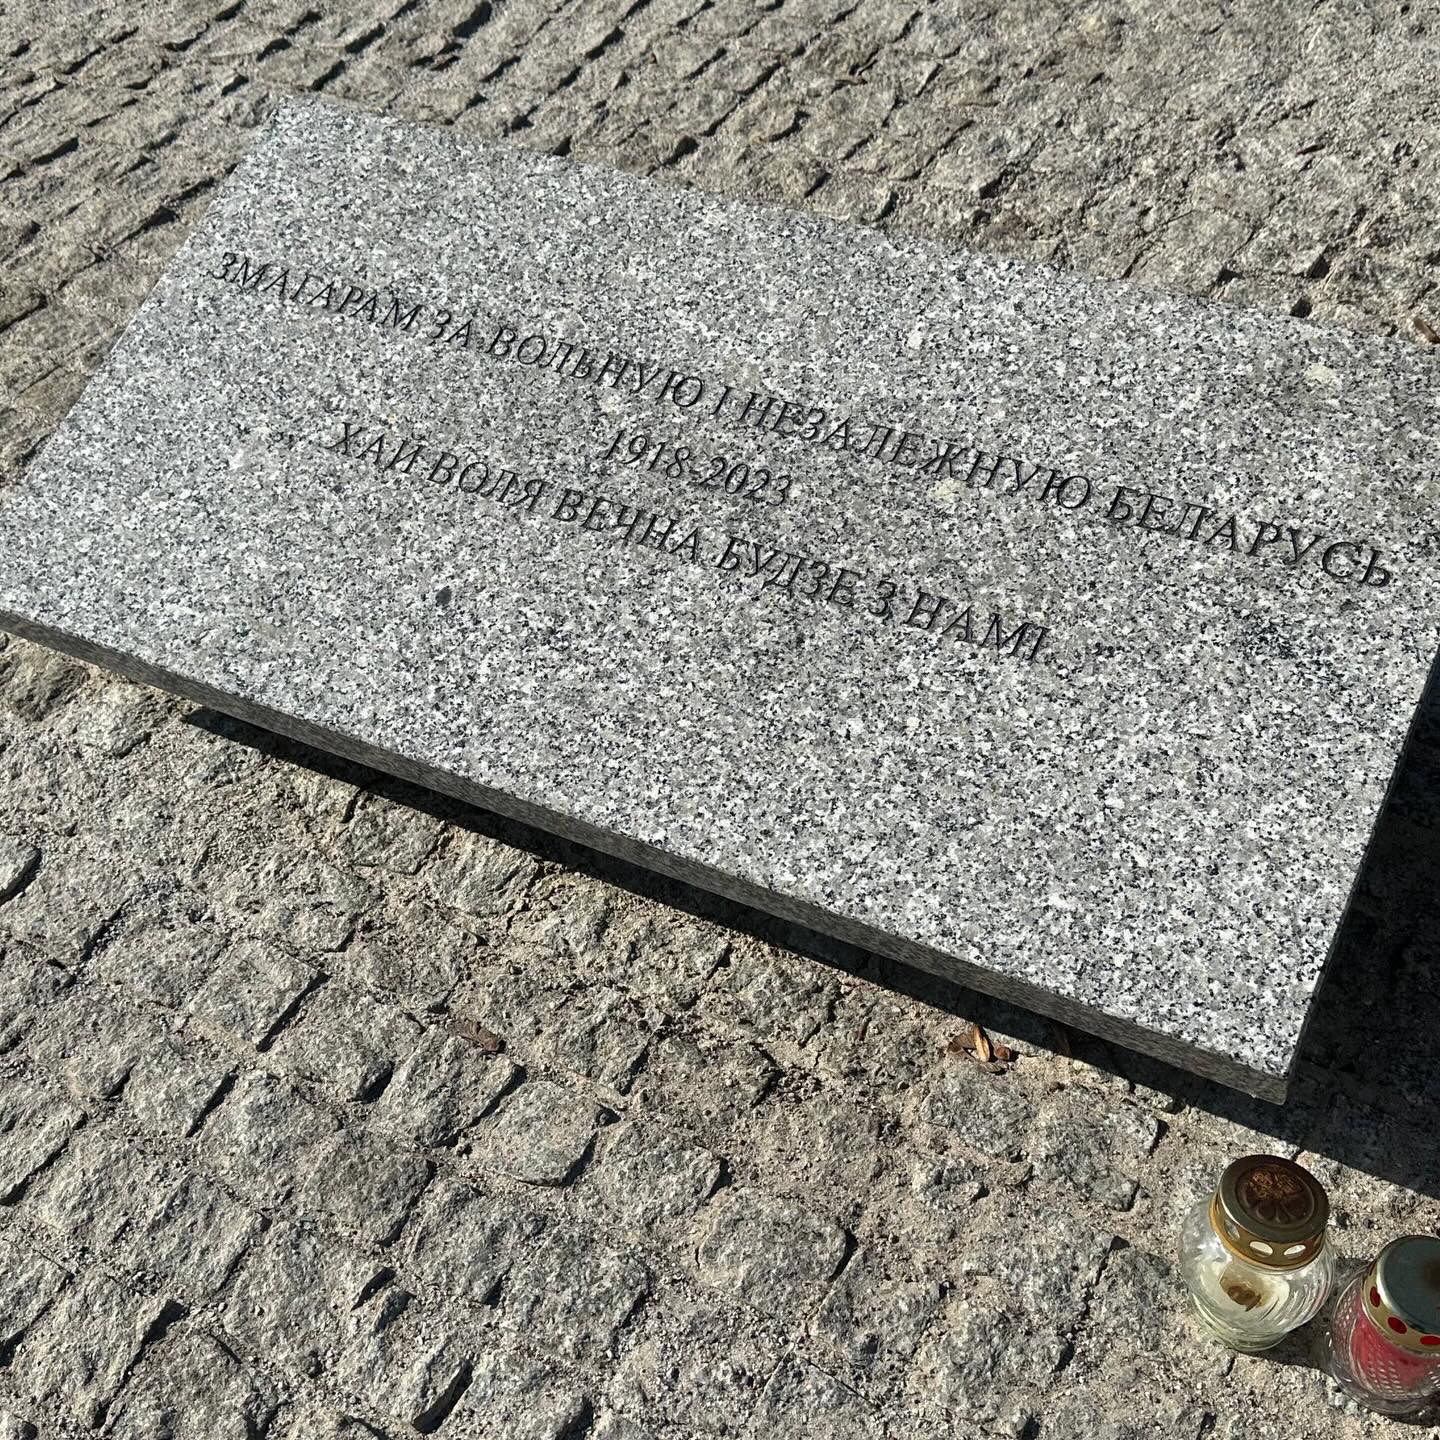 ЗМАГАРАМ ЗА ВОЛЬНУЮ І НЕЗАЛЕЖНУЮ БЕЛАРУСЬ
1918-2023
ХАЙ ВОЛЯ ВЕЧНА БУДЗЕ З НАМІ